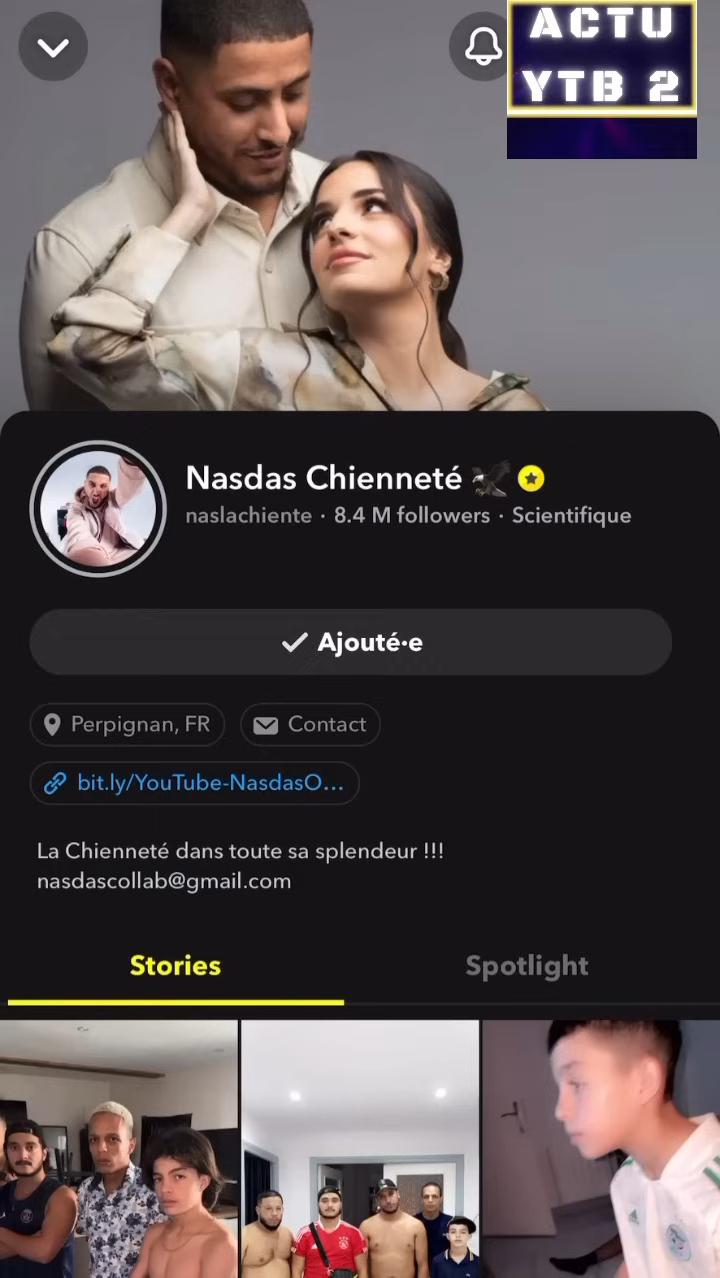 ACTU
YTB 2
Nasdas Chienneté
naslachiente · 8.4 M followers · Scientifique
Ajouté·e
Perpignan, FR
Contact
bit.ly/YouTube-NasdasO...
La Chienneté dans toute sa splendeur !!!
nasdascollab@gmail.com
Stories
Spotlight